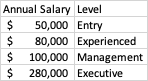 Annual Salary Level
$ 50,000 Entry
$ 80,000 Experienced
$ 100,000 Management
$ 280,000 Executive